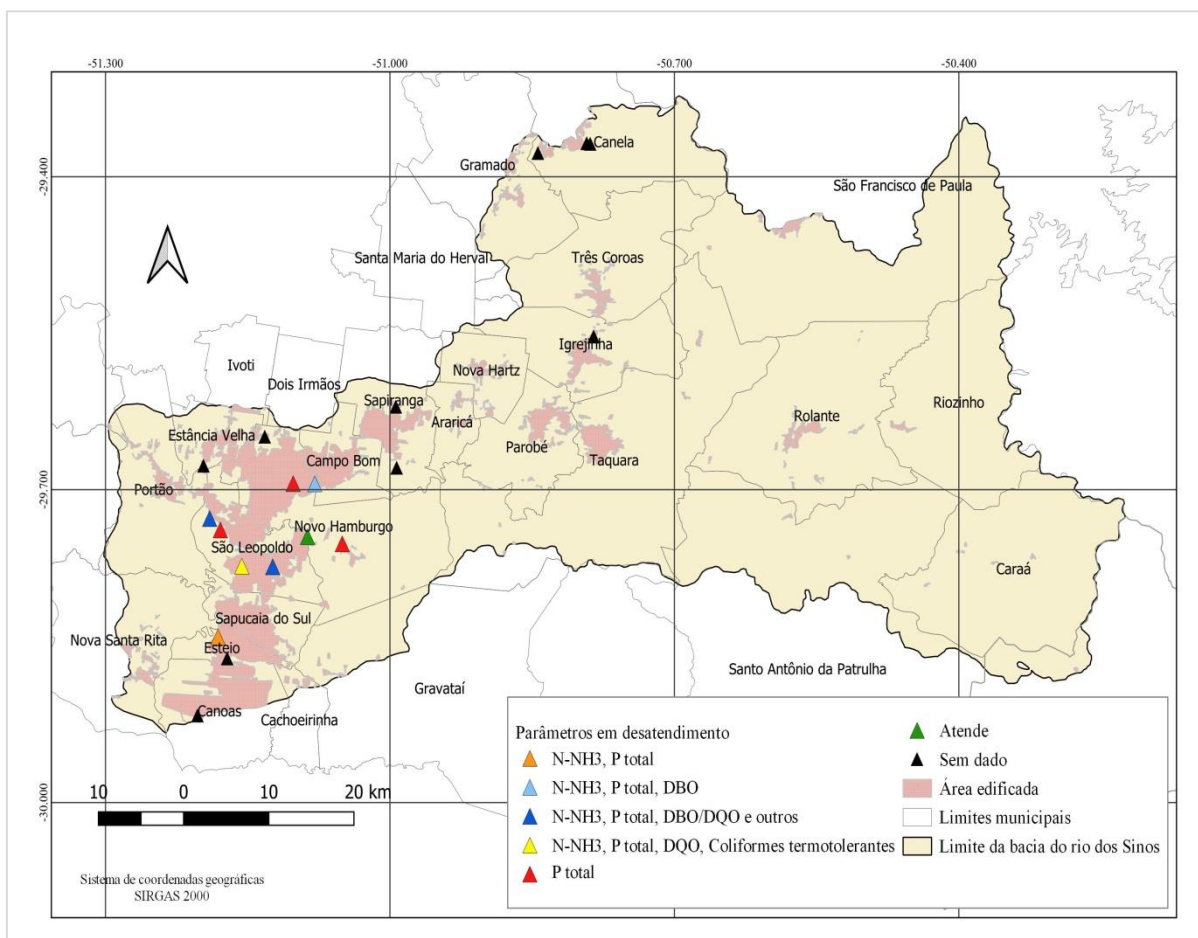 -51.300
-51.000
-50.700
-50.400
-29.400
-29.700
-30.000
Canela
Gramado
São Francisco de Paula
Santa Maria do Herval
Três Coroas
Igrejinha
Ivoti
Nova Hartz
Dois Irmãos
Sapiranga
Riozinho
Araricá
Rolante
Estância Velha
Parobé
Campo Bom
Taquara
Portão
Novo Hamburgo
São Leopoldo
Caraá
Sapucaia do Sul
Nova Santa Rita
Esteio
Santo Antônio da Patrulha
Gravataí
Canoas
Cachoeirinha
Parâmetros em desatendimento
N-NH3, P total
N-NH3, P total, DBO
N-NH3, P total, DBO/DQO e outros
N-NH3, P total, DQO, Coliformes termotolerantes
P total
Atende
Sem dado
Área edificada
Limites municipais
Limite da bacia do rio dos Sinos
10 0 10 20 km
Sistema de coordenadas geográficas
SIRGAS 2000